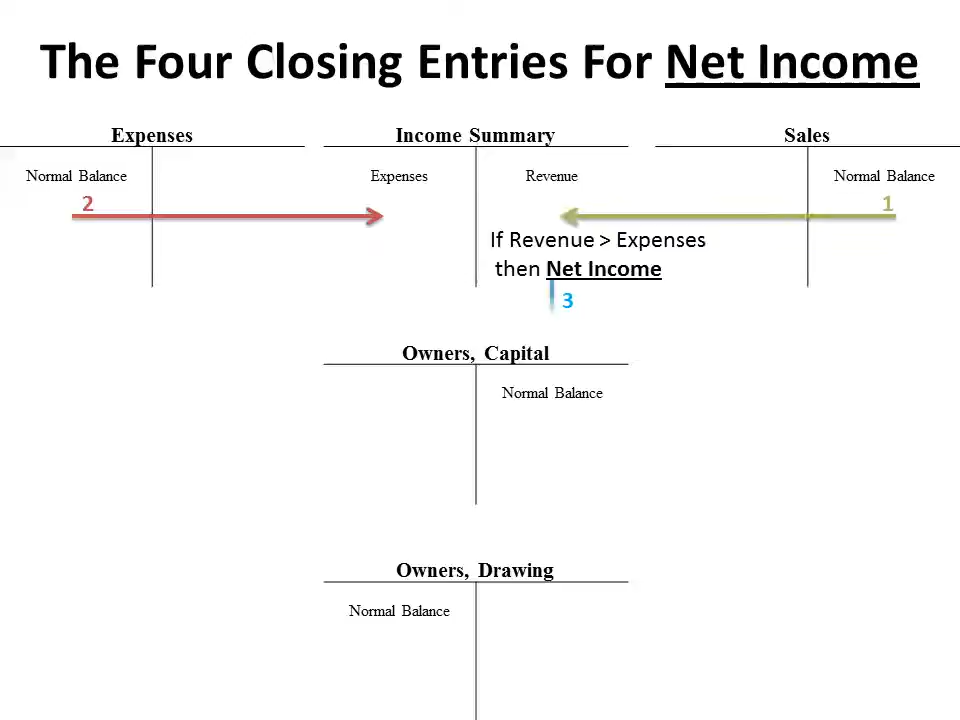 The Four Closing Entries For Net Income
Expenses
Income Summary
Sales
Normal Balance
Expenses
Revenue
Normal Balance
2
1
If Revenue > Expenses
then Net Income
3
Owners, Capital
Normal Balance
Owners, Drawing
Normal Balance